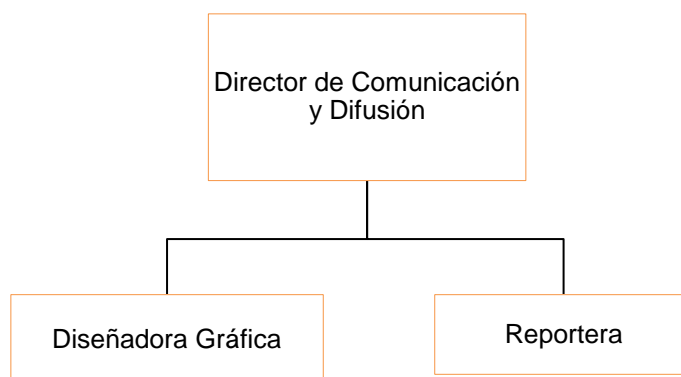 Director de Comunicación
y Difusión
Diseñadora Gráfica
Reportera